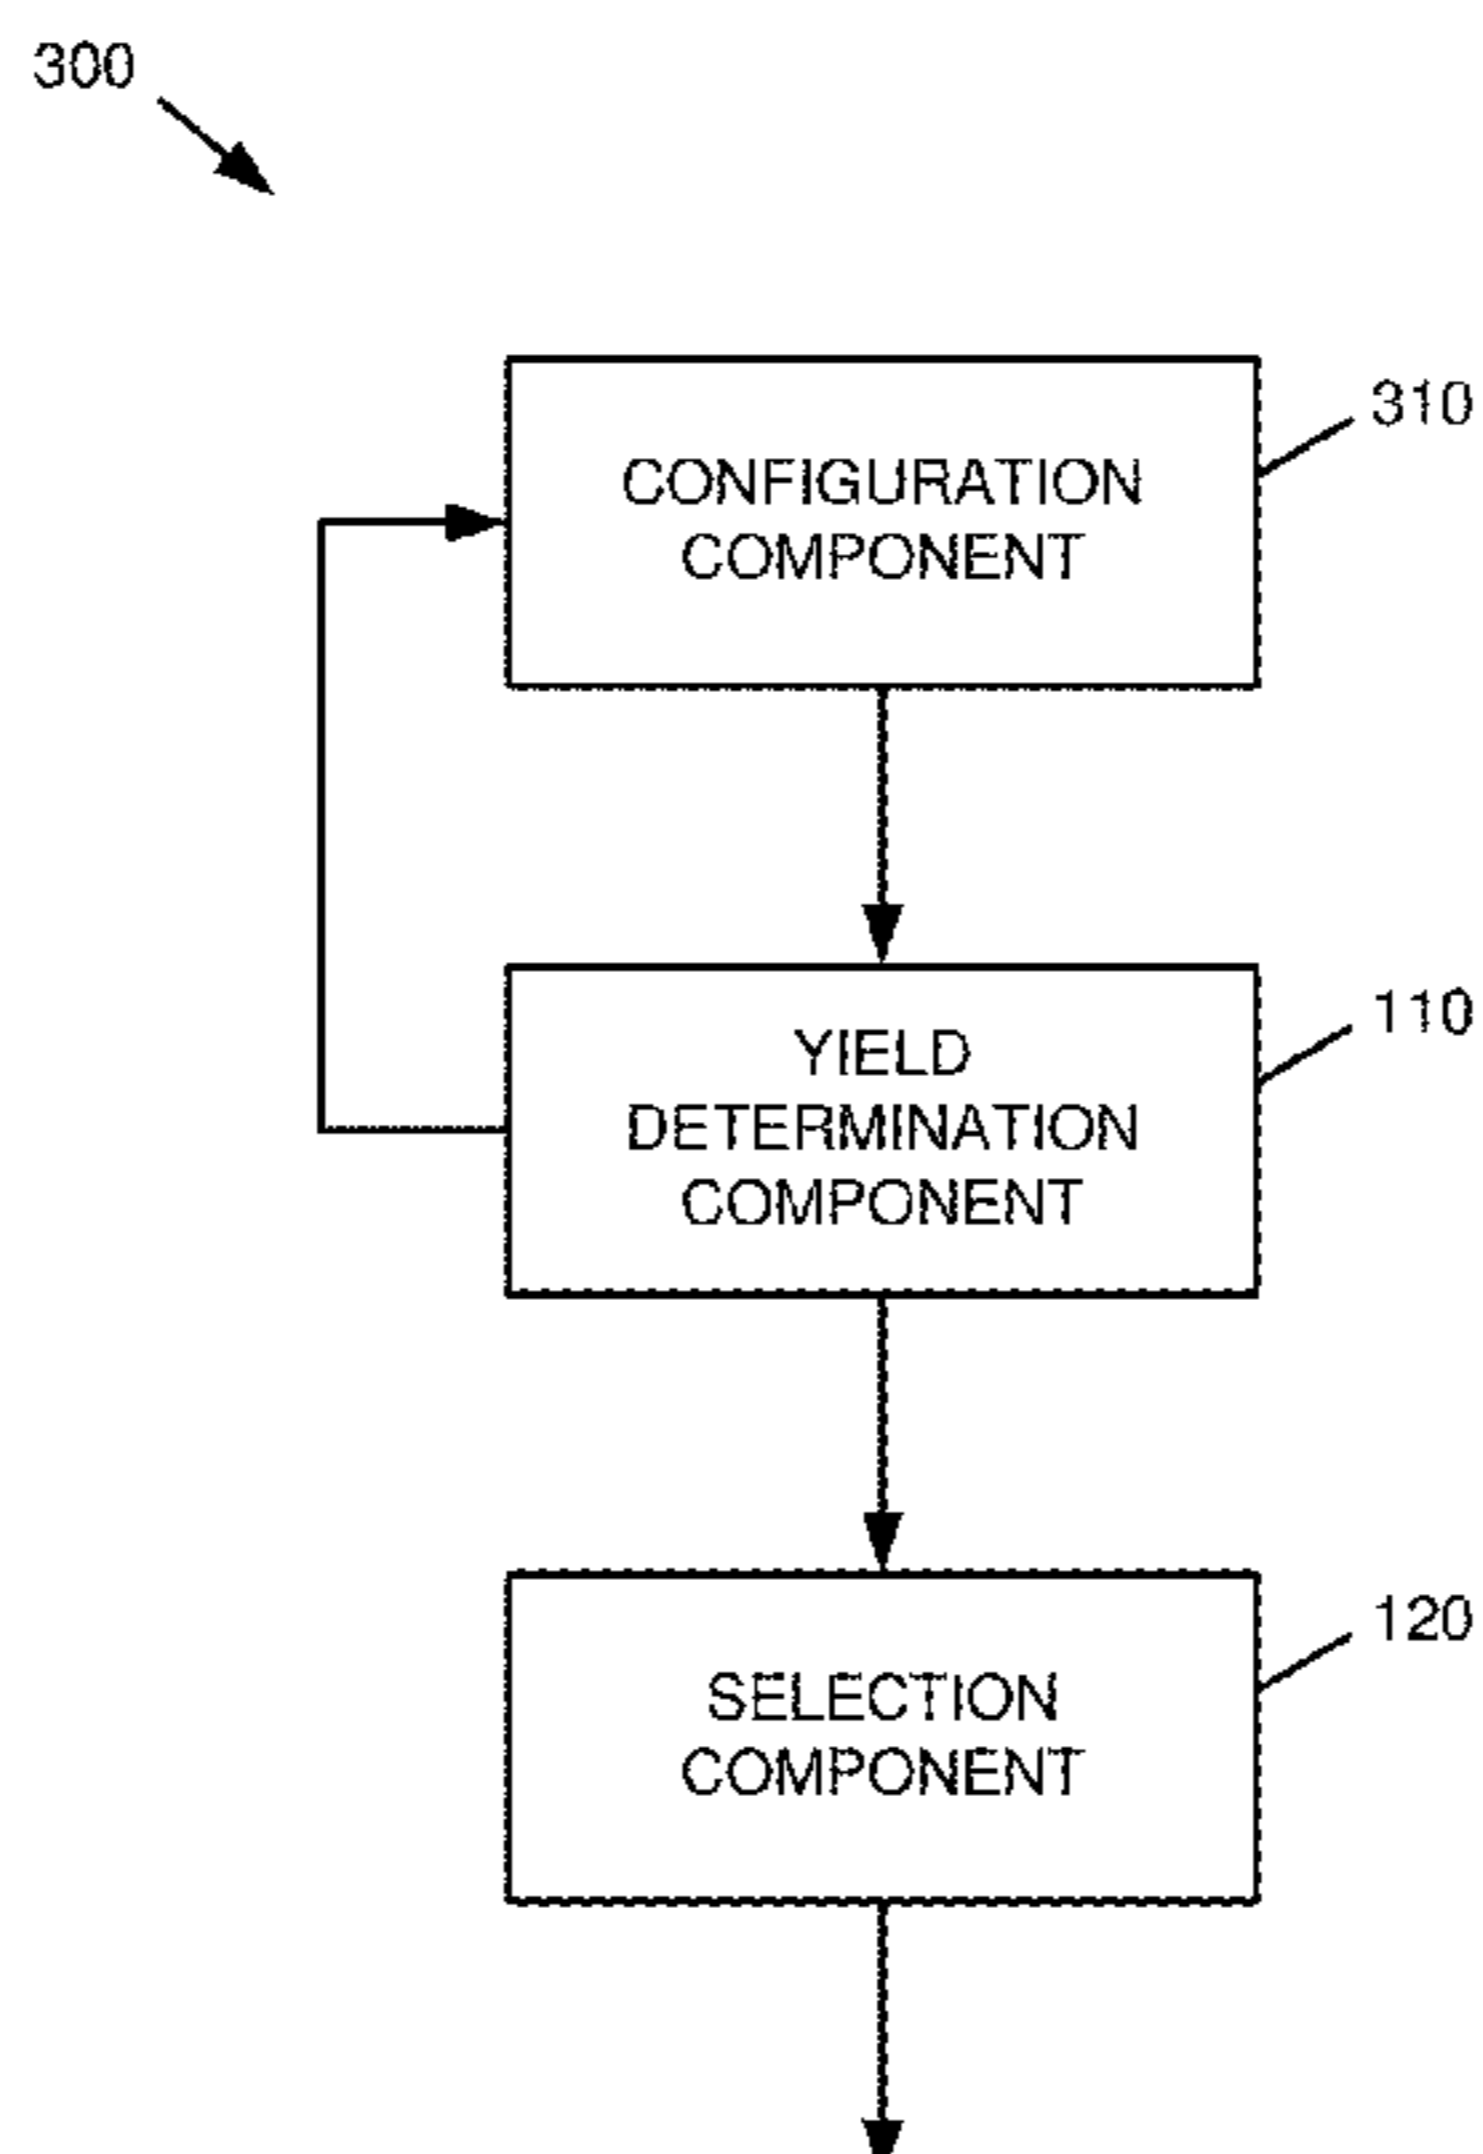 300
310
CONFIGURATION
COMPONENT
110
YIELD
DETERMINATION
COMPONENT
120
SELECTION
COMPONENT